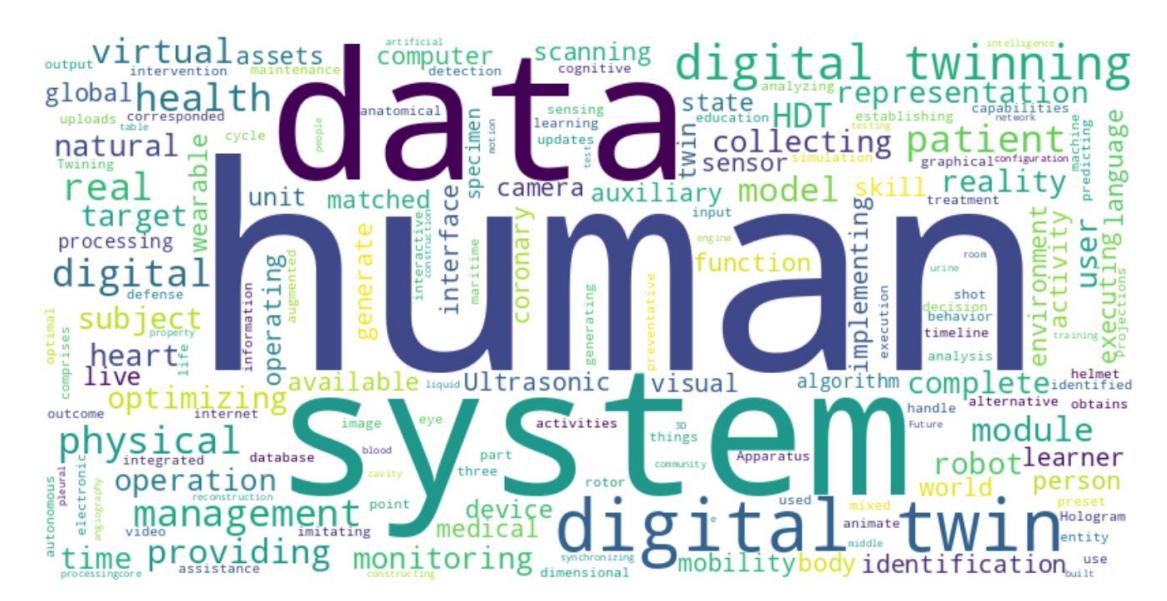 artificial
intelligence
virtual
assets
computer
scanning
digital twinning
output
intervention
maintenance
detection
cognitive
analyzing
global
health
data
representation
uploads
corresponded
table
anatomical
sensing
state
education
HDT
establishing
capabilities
network
cycle
people
specimen
motion
learning
updates
test
twin
collecting
testing
machine
predicting
language
natural
patient
Twining
wearable
sensor
simulation
graphical
configuration
real
unit
matched
interface
camera
auxiliary
model
skill
reality
treatment
target
human
interactive
construction
coronary
input
implementing
environment
activity
user
executing
projections
processing
engine
digital
operating
augmented
generate
maritime
function
urine
room
defense
information
generating
preventative
execution
shot
decision
behavior
subject
property
timeline
training
optimal
comprises
heart
life
analysis
live
available
liquid
Ultrasonic
visual
algorithm
complete
helmet
identified
optimizing
system
alternative
obtains
outcome
internet
image
eye
activities
3D
things
handle
Future
module
physical
blood
integrated
database
part
three
community
Apparatus
robot
learner
autonomous
pleural
electronic
angiography
operation
reconstruction
cavity
rotor
world
person
management
point
device
digital twin
used
mixed
preset
video
imitating
medical
e
animate
Hologram
time
providing
monitoring
synchronizing
middle
entity
assistance
mobility
body
identification
use
processingcore
constructing
dimensional
built